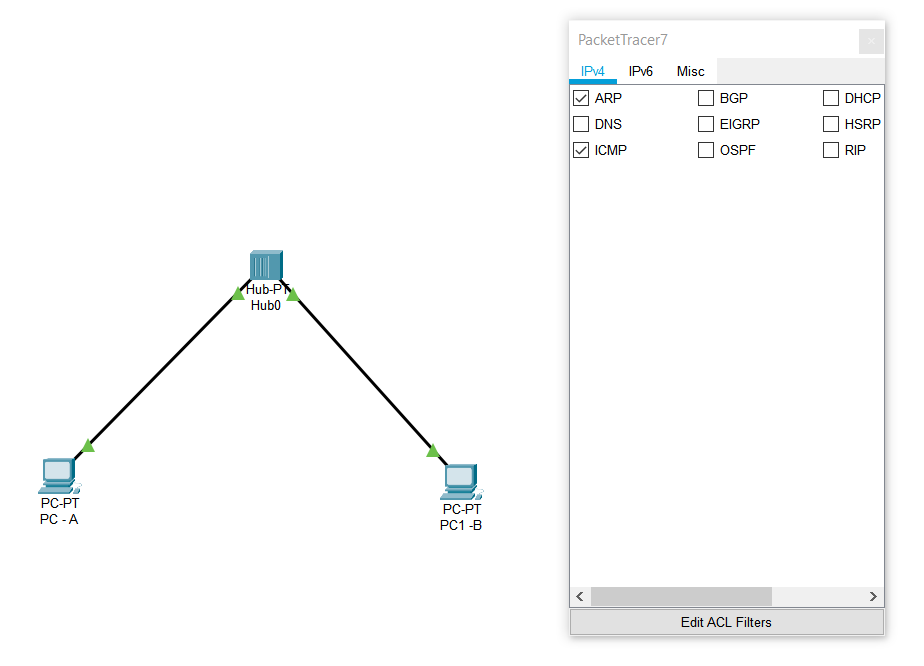 PacketTracer7
IPv4 IPv6 Misc
ARP BGP DHCP
DNS EIGRP HSRP
ICMP OSPF RIP
Hub-PT
Hub0
PC-PT
PC - A
PC-PT
PC1 -B
Edit ACL Filters